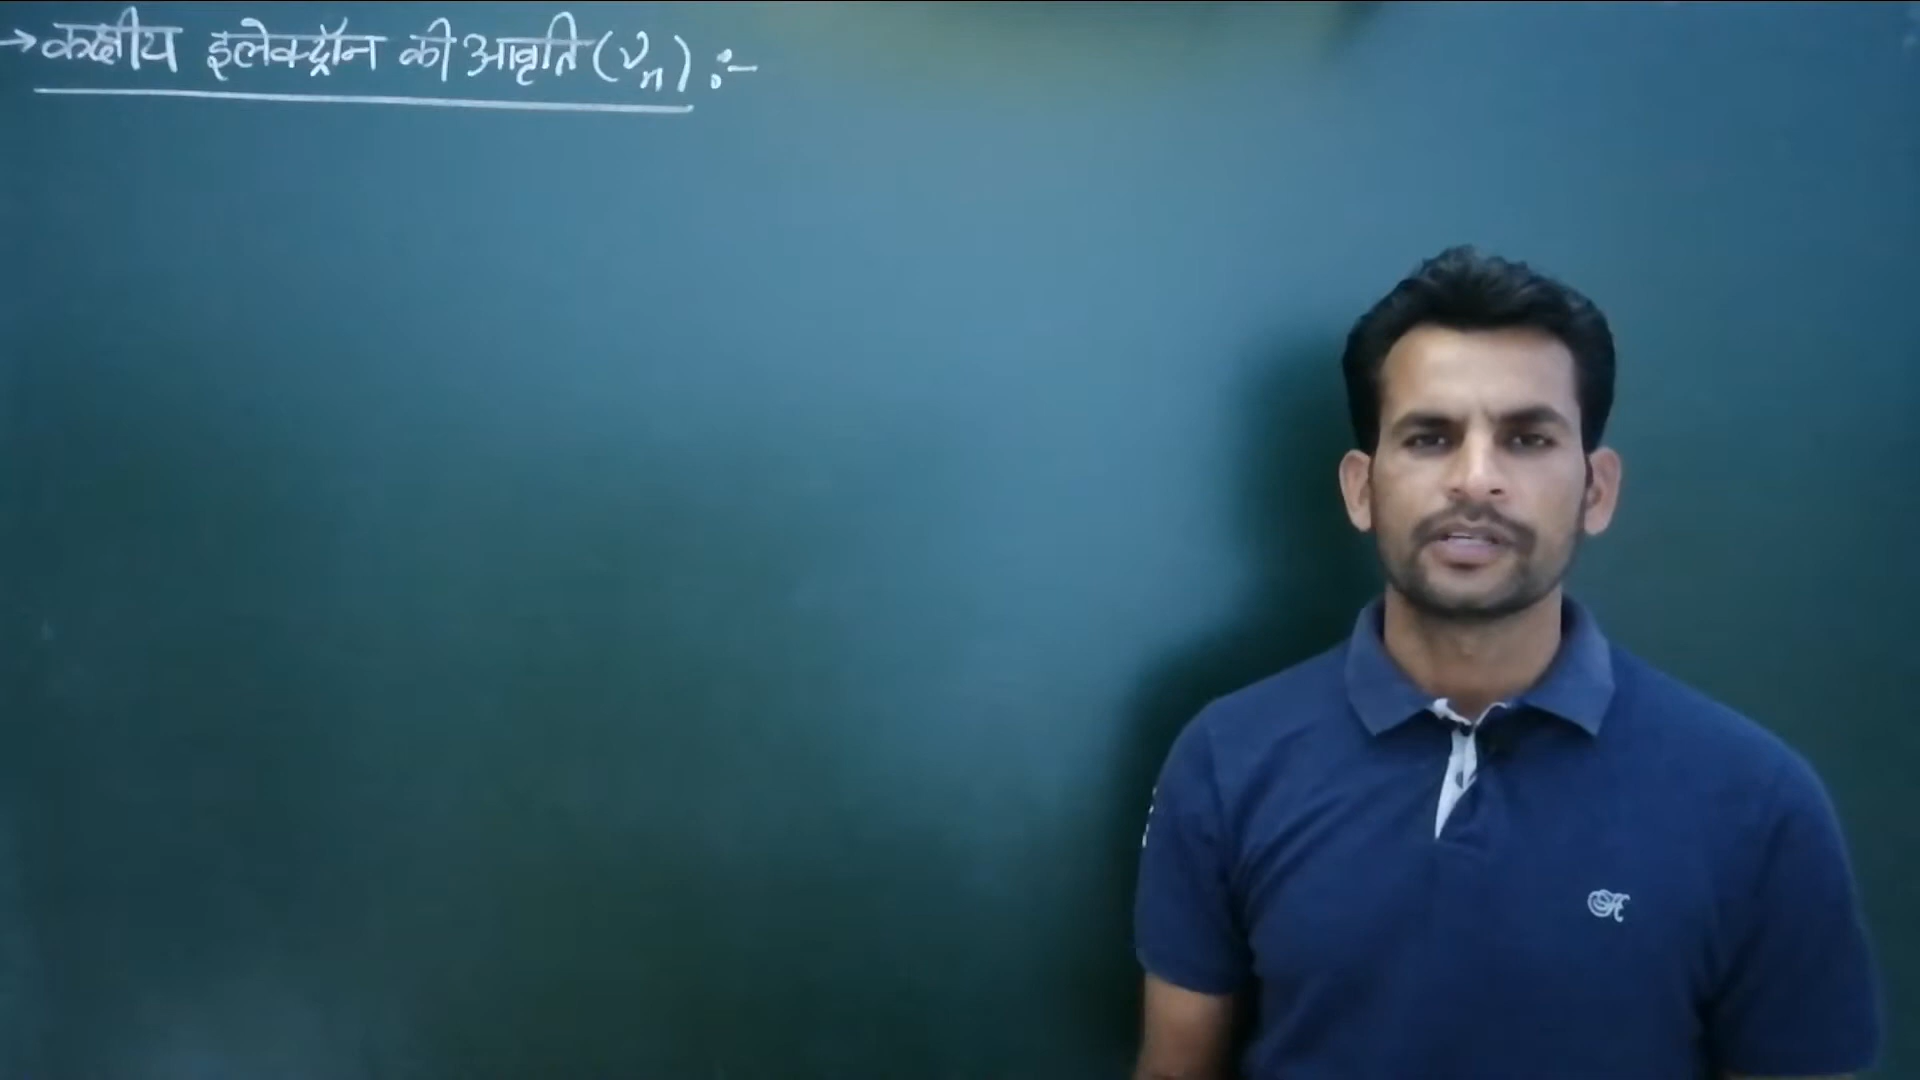 → कक्षीय इलेक्ट्रॉन की आवृति (νn) :-